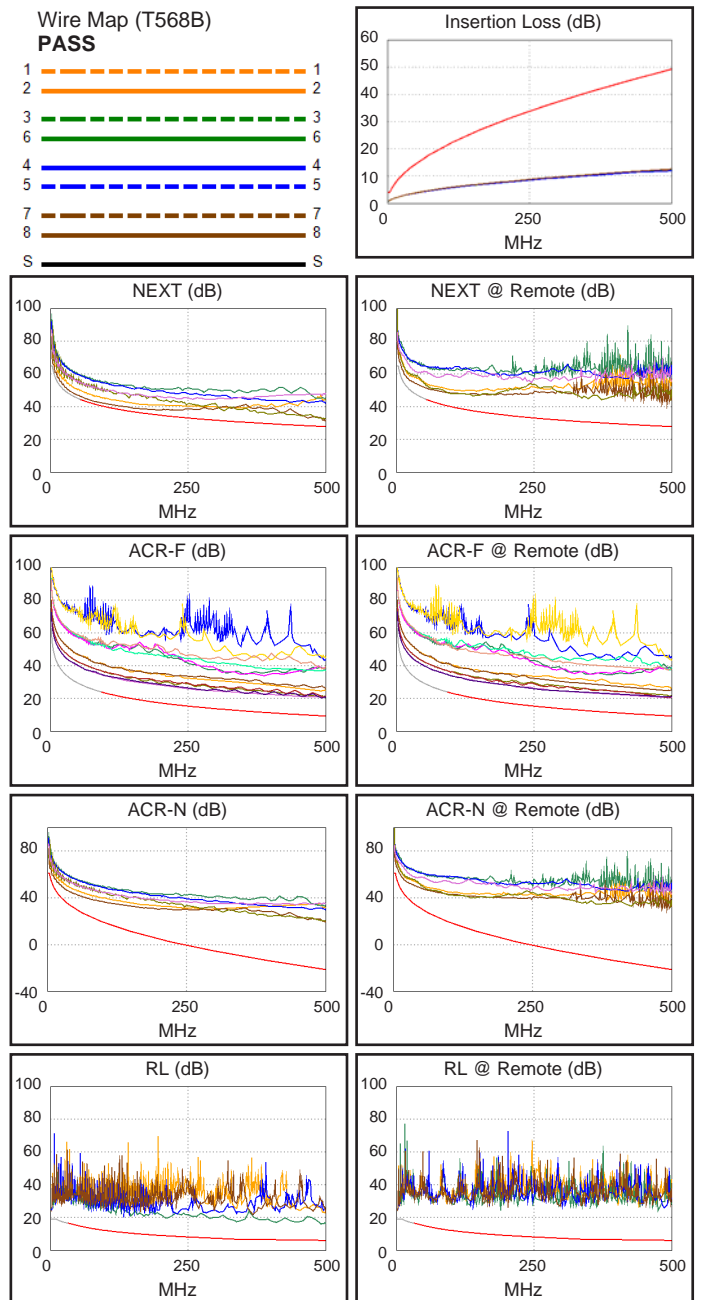 Wire Map (T568B)
PASS
1 1
2 2
3 3
6 6
4 4
5 5
7 7
8 8
S S
Insertion Loss (dB)
60
50
40
30
20
10
0
0 250 500
MHz
NEXT (dB)
100
80
60
40
20
0
0 250 500
MHz
NEXT @ Remote (dB)
100
80
60
40
20
0
0 250 500
MHz
ACR-F (dB)
100
80
60
40
20
0
0 250 500
MHz
ACR-F @ Remote (dB)
100
80
60
40
20
0
0 250 500
MHz
ACR-N (dB)
80
40
0
-40
0 250 500
MHz
ACR-N @ Remote (dB)
80
40
0
-40
0 250 500
MHz
RL (dB)
100
80
60
40
20
0
0 250 500
MHz
RL @ Remote (dB)
100
80
60
40
20
0
0 250 500
MHz